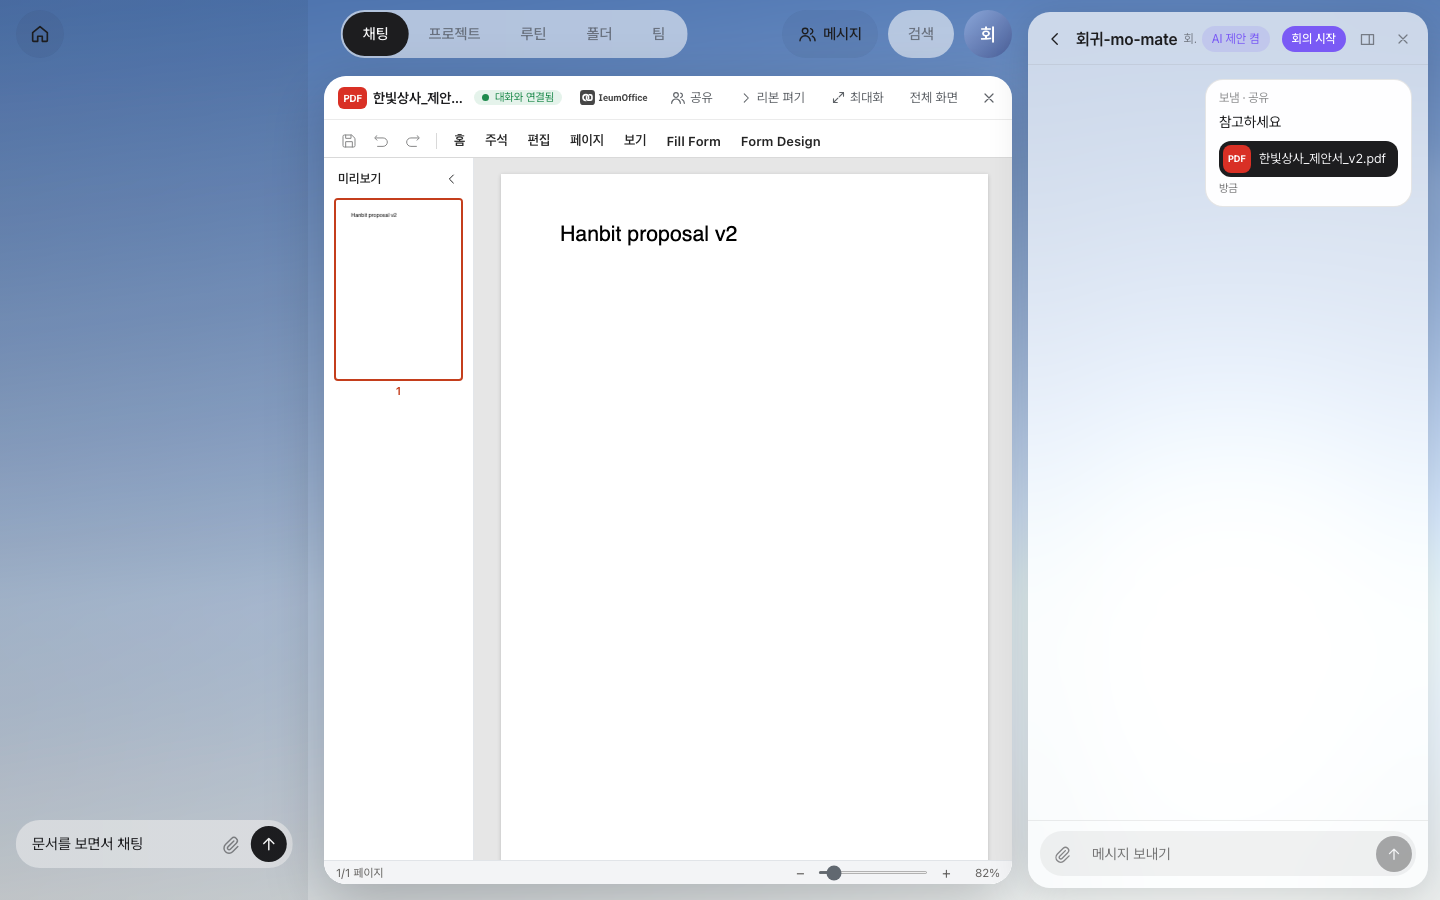 채팅
프로젝트
루틴
폴더
팀
메시지
검색
회
PDF 한빛상사_제안...
대화와 연결됨
IeumOffice
공유
리본 펴기
최대화
전체 화면
홈
주석
편집
페이지
보기
Fill Form
Form Design
미리보기
Hanbit proposal v2
1
Hanbit proposal v2
1/1 페이지
82%
문서를 보면서 채팅
회귀-mo-mate
회.
AI 제안 켬
회의 시작
보냄 · 공유
참고하세요
PDF 한빛상사_제안서_v2.pdf
방금
메시지 보내기